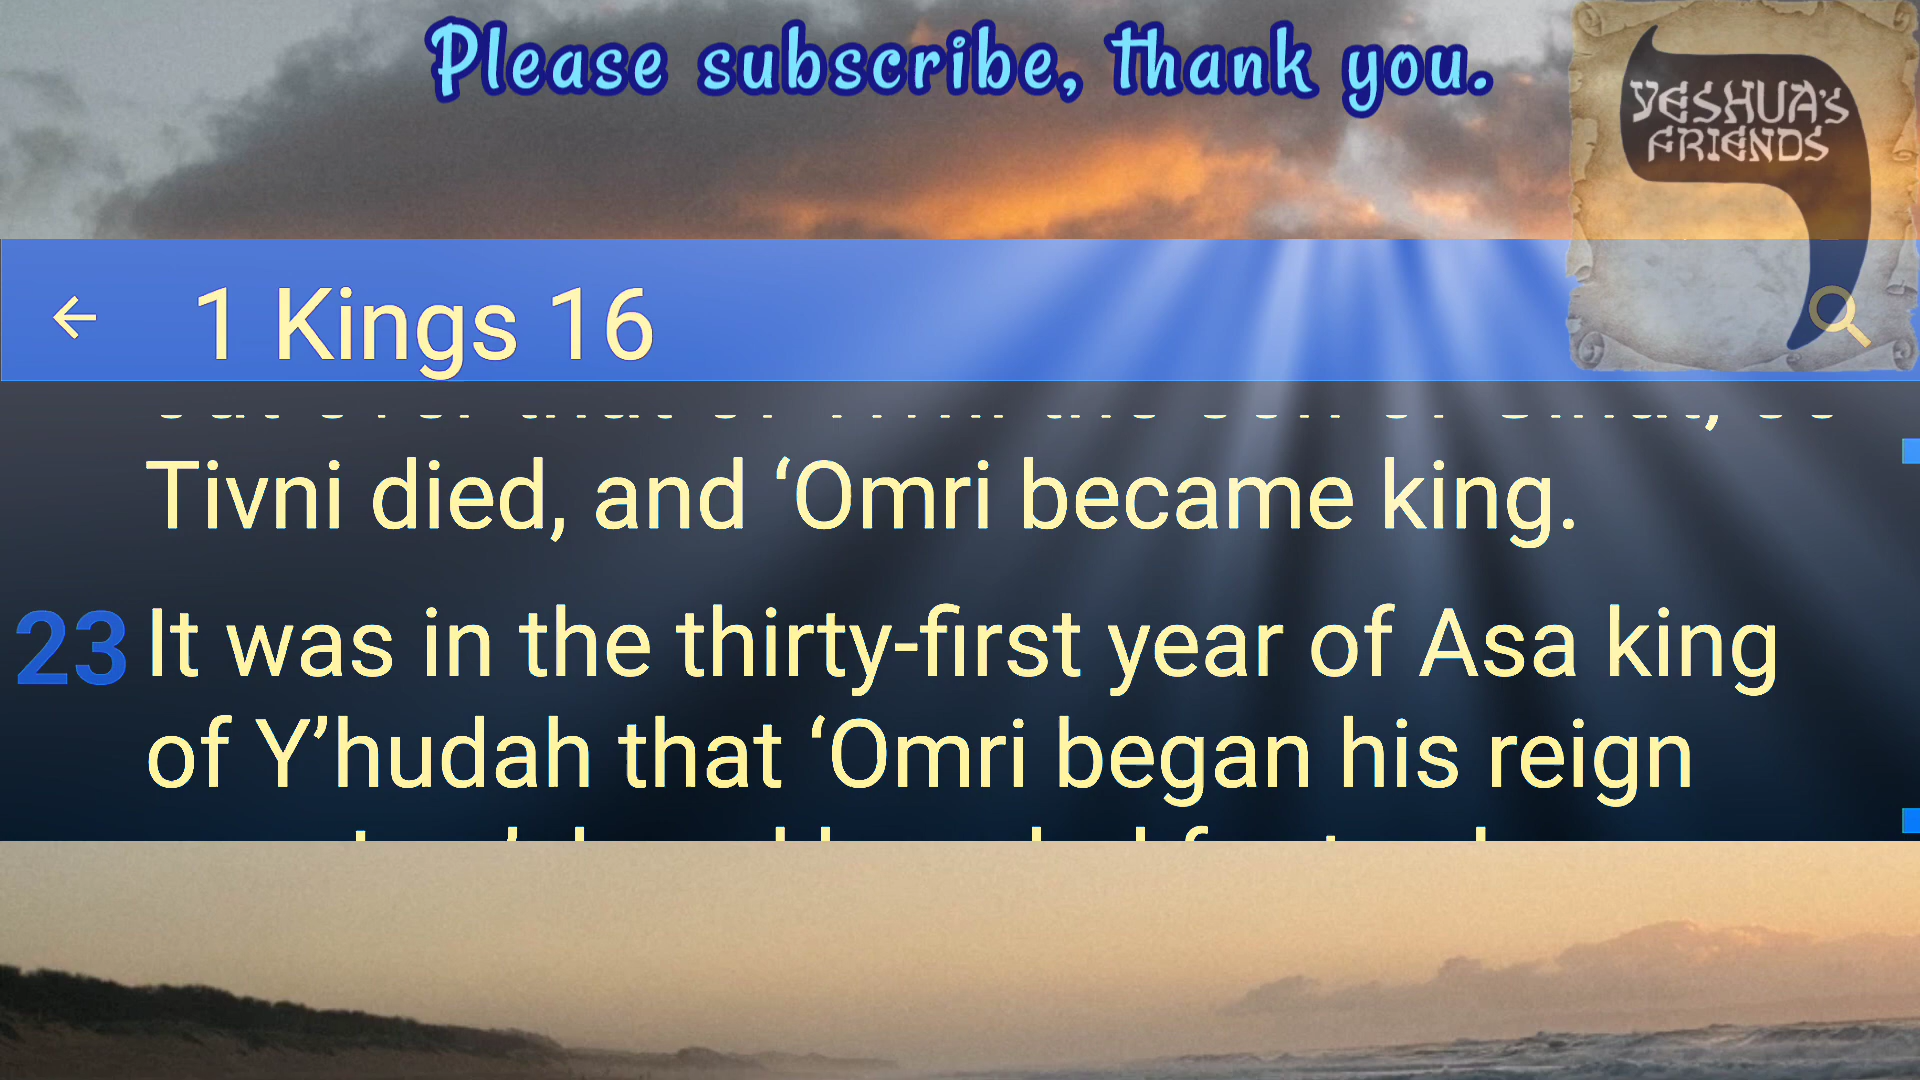 Please subscribe, thank you.
YESHUA'S
FRIENDS
1 Kings 16
Tivni died, and ‘Omri became king.
23 It was in the thirty-first year of Asa king
of Y’hudah that ‘Omri began his reign